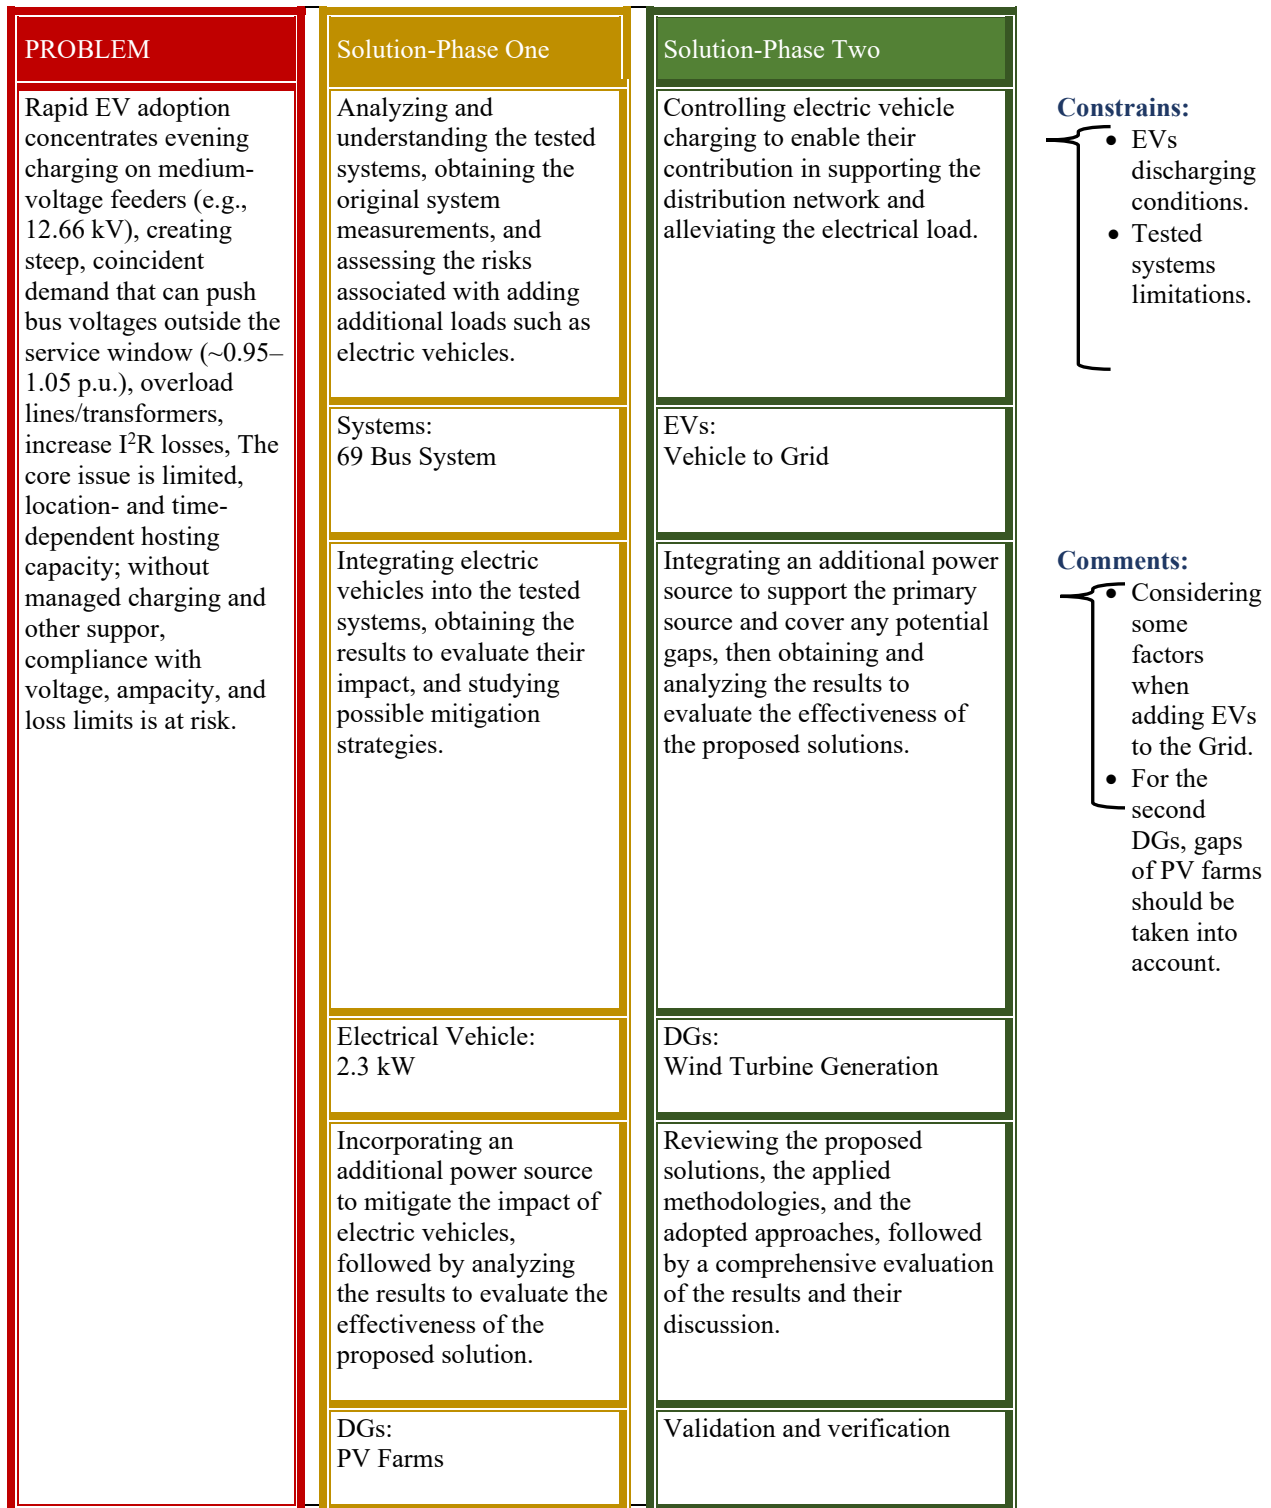 PROBLEM
Rapid EV adoption
concentrates evening
charging on medium-
voltage feeders (e.g.,
12.66 kV), creating
steep, coincident
demand that can push
bus voltages outside the
service window (~0.95–
1.05 p.u.), overload
lines/transformers,
increase I²R losses, The
core issue is limited,
location- and time-
dependent hosting
capacity; without
managed charging and
other suppor,
compliance with
voltage, ampacity, and
loss limits is at risk.
Solution-Phase One
Analyzing and
understanding the tested
systems, obtaining the
original system
measurements, and
assessing the risks
associated with adding
additional loads such as
electric vehicles.
Systems:
69 Bus System
Integrating electric
vehicles into the tested
systems, obtaining the
results to evaluate their
impact, and studying
possible mitigation
strategies.
Electrical Vehicle:
2.3 kW
Incorporating an
additional power source
to mitigate the impact of
electric vehicles,
followed by analyzing
the results to evaluate the
effectiveness of the
proposed solution.
DGs:
PV Farms
Solution-Phase Two
Controlling electric vehicle
charging to enable their
contribution in supporting the
distribution network and
alleviating the electrical load.
EVs:
Vehicle to Grid
Integrating an additional power
source to support the primary
source and cover any potential
gaps, then obtaining and
analyzing the results to
evaluate the effectiveness of
the proposed solutions.
DGs:
Wind Turbine Generation
Reviewing the proposed
solutions, the applied
methodologies, and the
adopted approaches, followed
by a comprehensive evaluation
of the results and their
discussion.
Validation and verification
Constrains:
• EVs
discharging
conditions.
• Tested
systems
limitations.
Comments:
• Considering
some
factors
when
adding EVs
to the Grid.
• For the
second
DGs, gaps
of PV farms
should be
taken into
account.